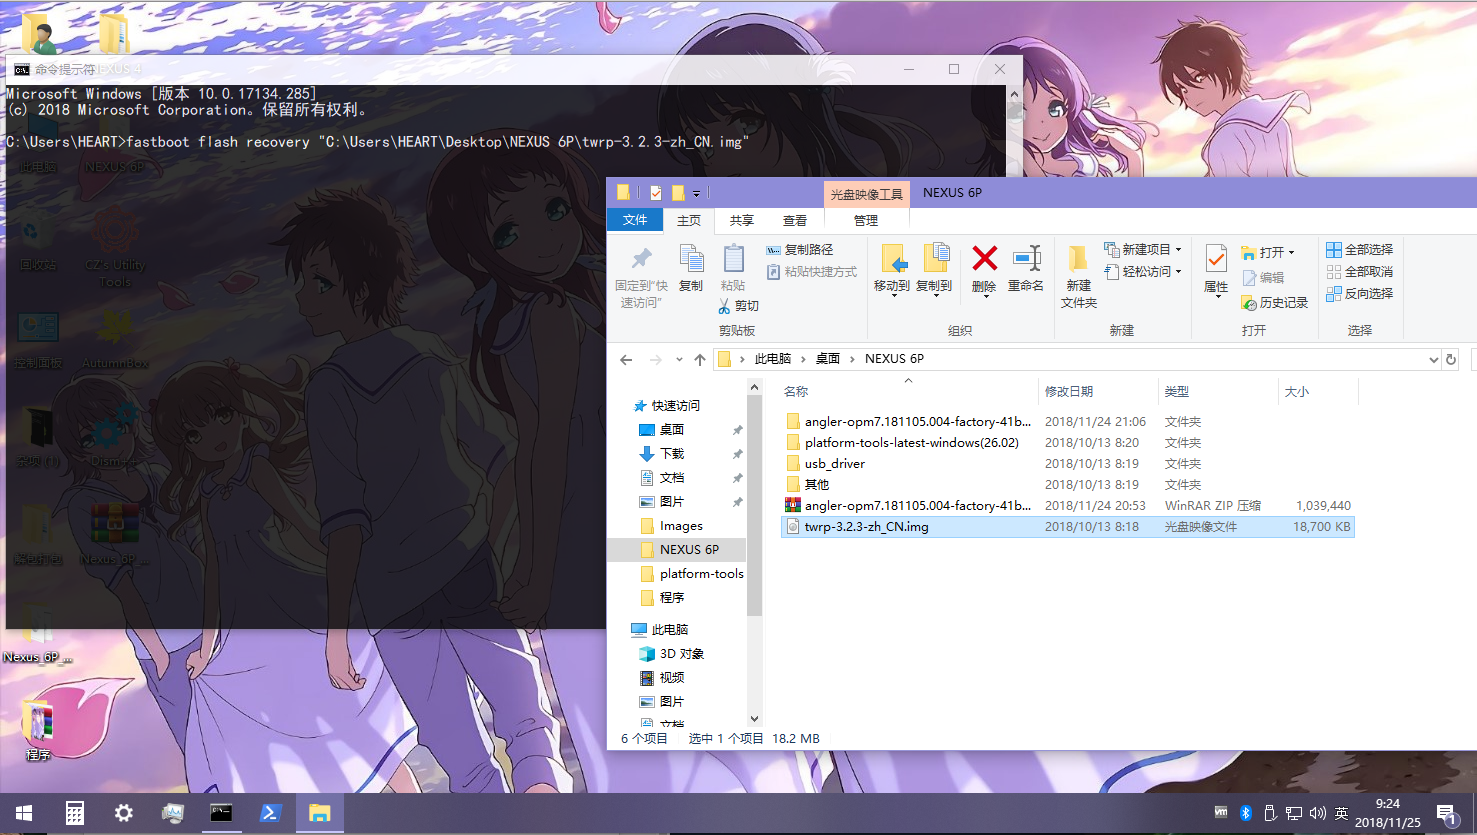 命令提示符
Microsoft Windows [版本 10.0.17134.285]
(c) 2018 Microsoft Corporation。保留所有权利。
C:\Users\HEART>fastboot flash recovery "C:\Users\HEART\Desktop\NEXUS 6P\twrp-3.2.3-zh_CN.img"
此电脑
NEXUS 6P
回收站
CZ's Utility Tools
控制面板
AutumnBox
Dism++
Nexus_6P_...
Nexus_6P_...
程序
光盘映像工具
NEXUS 6P
文件
主页
共享
查看
管理
固定到“快速访问”
复制
粘贴
复制路径
粘贴快捷方式
剪切
剪贴板
移动到
复制到
删除
重命名
组织
新建文件夹
新建项目
轻松访问
新建
属性
打开
编辑
历史记录
打开
全部选择
全部取消
反向选择
选择
此电脑
桌面
NEXUS 6P
名称
修改日期
类型
大小
angler-opm7.181105.004-factory-41b... 2018/11/24 21:06 文件夹
platform-tools-latest-windows(26.02) 2018/10/13 8:20 文件夹
usb_driver 2018/10/13 8:19 文件夹
其他 2018/10/13 8:19 文件夹
angler-opm7.181105.004-factory-41b... 2018/11/24 20:53 WinRAR ZIP 压缩 1,039,440
twrp-3.2.3-zh_CN.img 2018/10/13 8:18 光盘映像文件 18,700 KB
快速访问
桌面
下载
文档
图片
Images
NEXUS 6P
platform-tools
程序
此电脑
3D 对象
视频
图片
文档
6 个项目 选中 1 个项目 18.2 MB
vm
英
9:24
2018/11/25
1